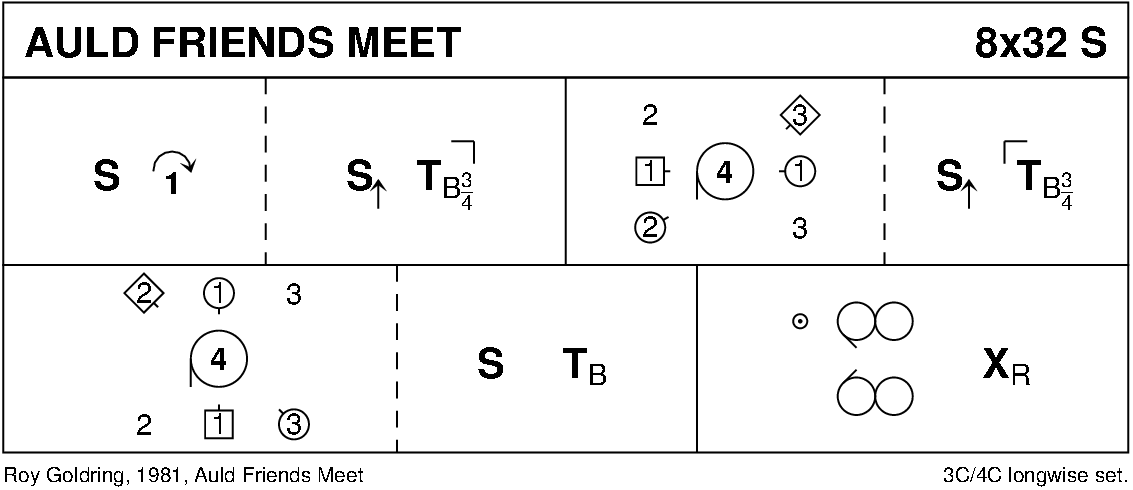 AULD FRIENDS MEET 8x32 S
S 1 S T B 3/4
2 3
1 4 1
2 3
S T B 3/4
2 1 3
4
2 1 3
S T B
X R
Roy Goldring, 1981, Auld Friends Meet 3C/4C longwise set.